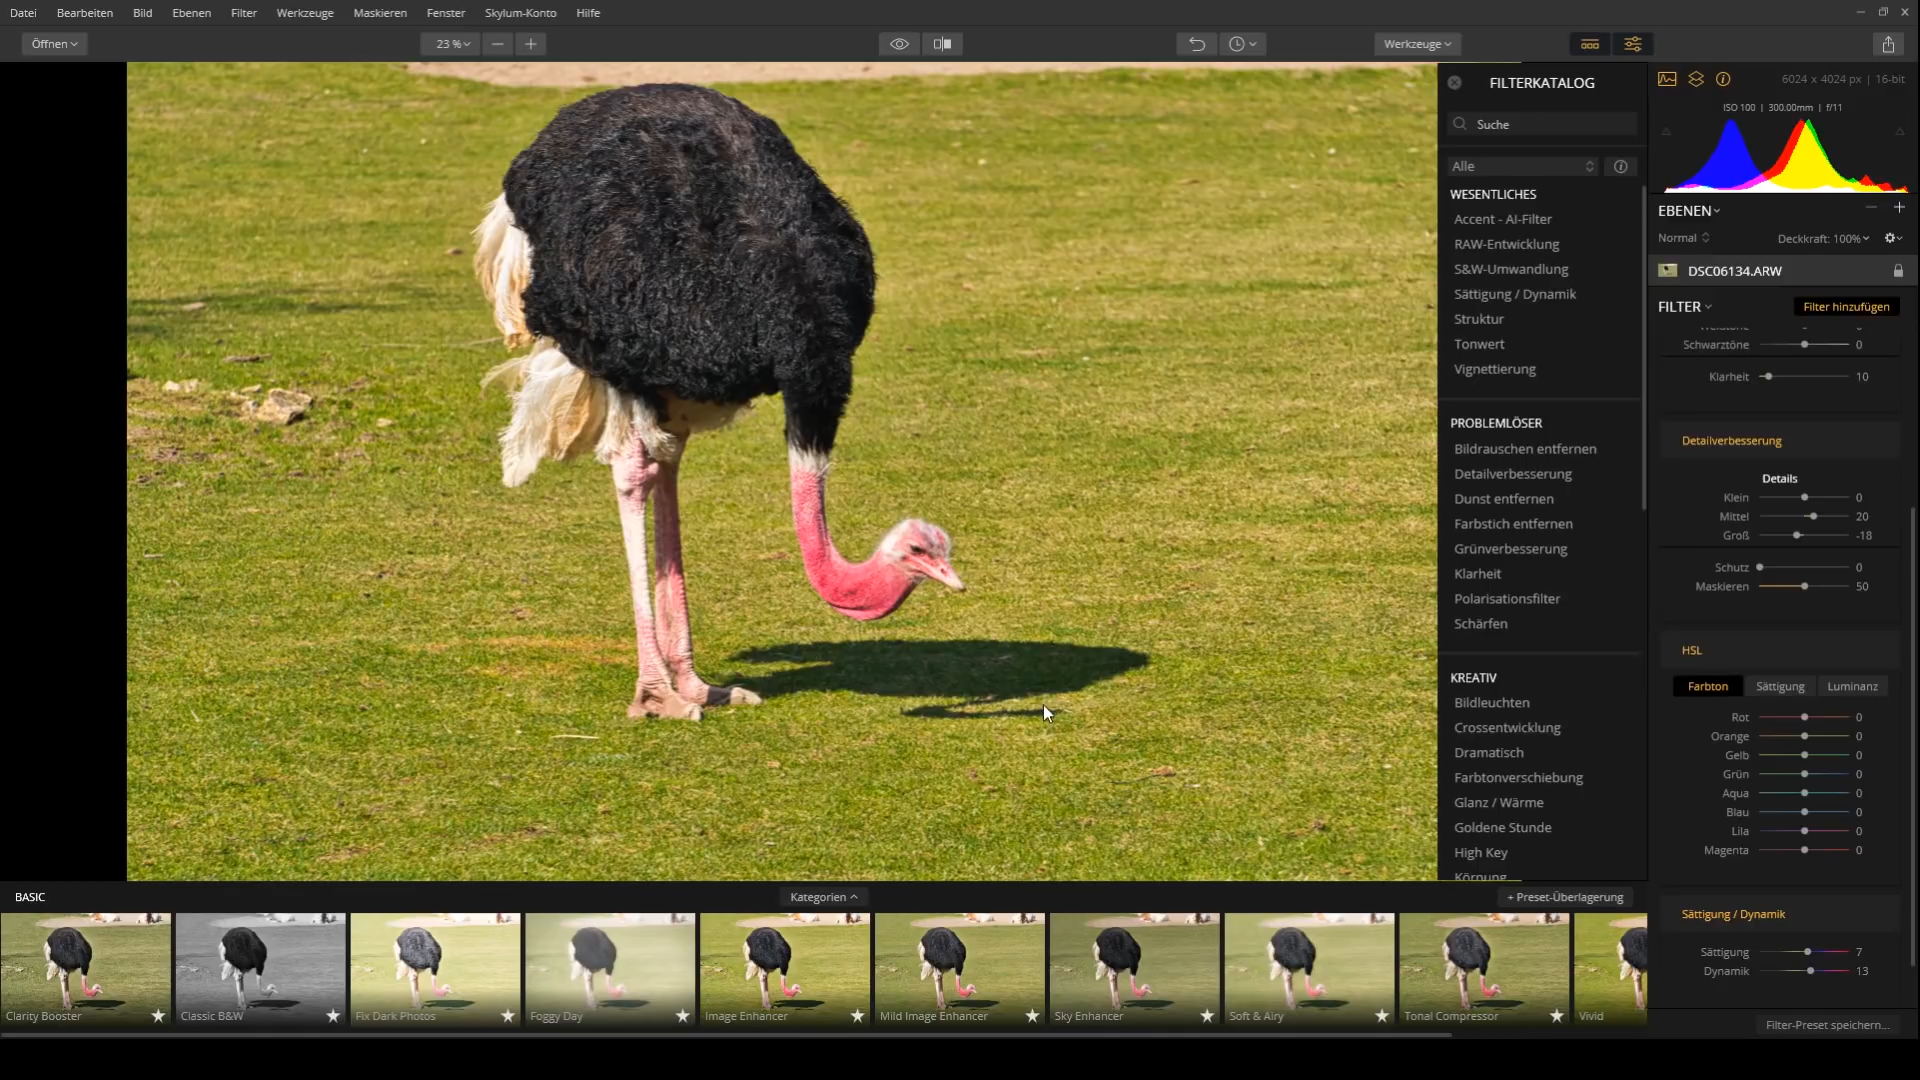 Datei Bearbeiten Bild Ebenen Filter Werkzeuge Maskieren Fenster Skylum-Konto Hilfe
Öffnen 23 % Werkzeuge
FILTERKATALOG
Suche
Alle
WESENTLICHES
Accent - AI-Filter
RAW-Entwicklung
S&W-Umwandlung
Sättigung / Dynamik
Struktur
Tonwert
Vignettierung
PROBLEMLÖSER
Bildrauschen entfernen
Detailverbesserung
Dunst entfernen
Farbstich entfernen
Grünverbesserung
Klarheit
Polarisationsfilter
Schärfen
KREATIV
Bildleuchten
Crossentwicklung
Dramatisch
Farbtonverschiebung
Glanz / Wärme
Goldene Stunde
High Key
Körnung
6024 x 4024 px | 16-bit
ISO 100 | 300.00mm | f/11
EBENEN
Normal Deckkraft: 100%
DSC06134.ARW
FILTER Filter hinzufügen
Schwarztöne 0
Klarheit 10
Detailverbesserung
Details
Klein 0
Mittel 20
Groß -18
Schutz 0
Maskieren 50
HSL
Farbton Sättigung Luminanz
Rot 0
Orange 0
Gelb 0
Grün 0
Aqua 0
Blau 0
Lila 0
Magenta 0
Sättigung / Dynamik
Sättigung 7
Dynamik 13
Filter-Preset speichern...
BASIC Kategorien + Preset-Überlagerung
Clarity Booster Classic B&W Fix Dark Photos Foggy Day Image Enhancer Mild Image Enhancer Sky Enhancer Soft & Airy Tonal Compressor Vivid